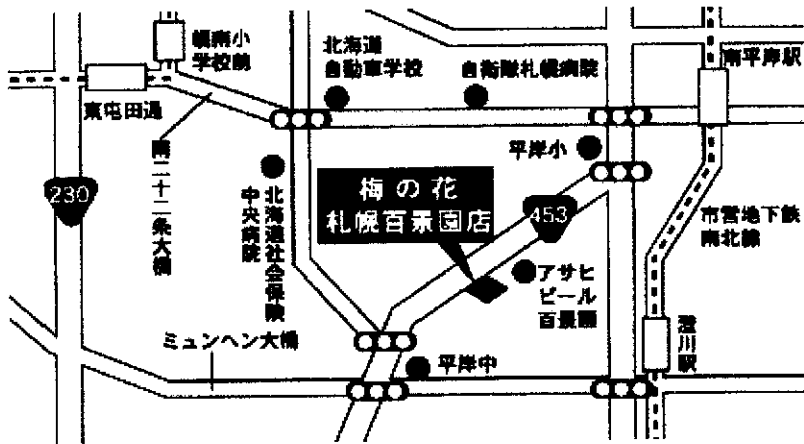 幌南小
学校前
北海道
自動車学校
自衛隊札幌病院
南平岸駅
東屯田通
南二十二条大橋
平岸小
230
北海道社会保険
中央病院
梅の花
札幌百景園店
453
市営地下鉄
南北線
アサヒ
ビール
百景園
ミュンヘン大橋
平岸中
澄川駅